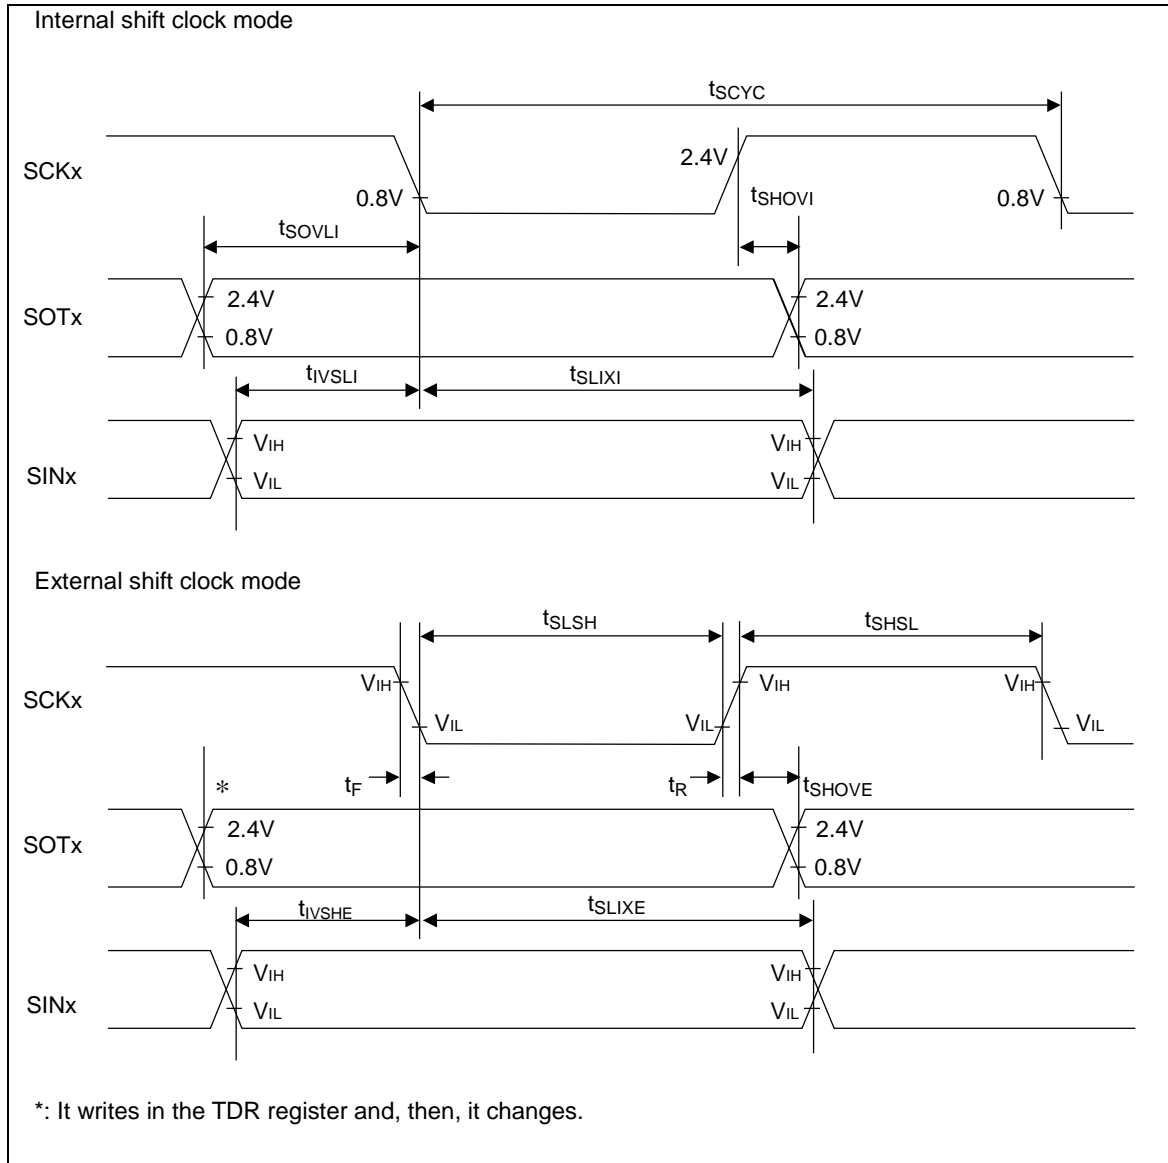 Internal shift clock mode
tSCYC
SCKx
2.4V
0.8V
tSHOVI
0.8V
tSOVLI
SOTx
2.4V
0.8V
2.4V
0.8V
tIVSLI
tSLIXI
SINx
VIH
VIL
VIH
VIL
External shift clock mode
tSLSH
tSHSL
SCKx
VIH
VIL
VIL
VIH
VIH
VIL
tF
tR
tSHOVE
*
SOTx
2.4V
0.8V
2.4V
0.8V
tIVSHE
tSLIXE
SINx
VIH
VIL
VIH
VIL
*: It writes in the TDR register and, then, it changes.